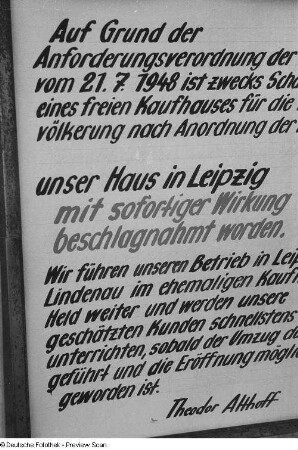 Auf Grund der
Anforderungsverordnung der
vom 21. 7. 1948 ist zwecks
eines freien Kaufhauses für die
völkerung nach Anordnung der
unser Haus in Leipzig
mit sofortiger Wirkung
beschlagnahmt worden.
Wir führen unseren Betrieb in
Lindenau im ehemaligen
Held weiter und werden unsere
geschätzten Kunden schnellstens
unterrichten, sobald der Umzug
geführt und die Eröffnung
geworden ist.
Theodor Althoff
© Deutsche Fotothek - Preview Scan